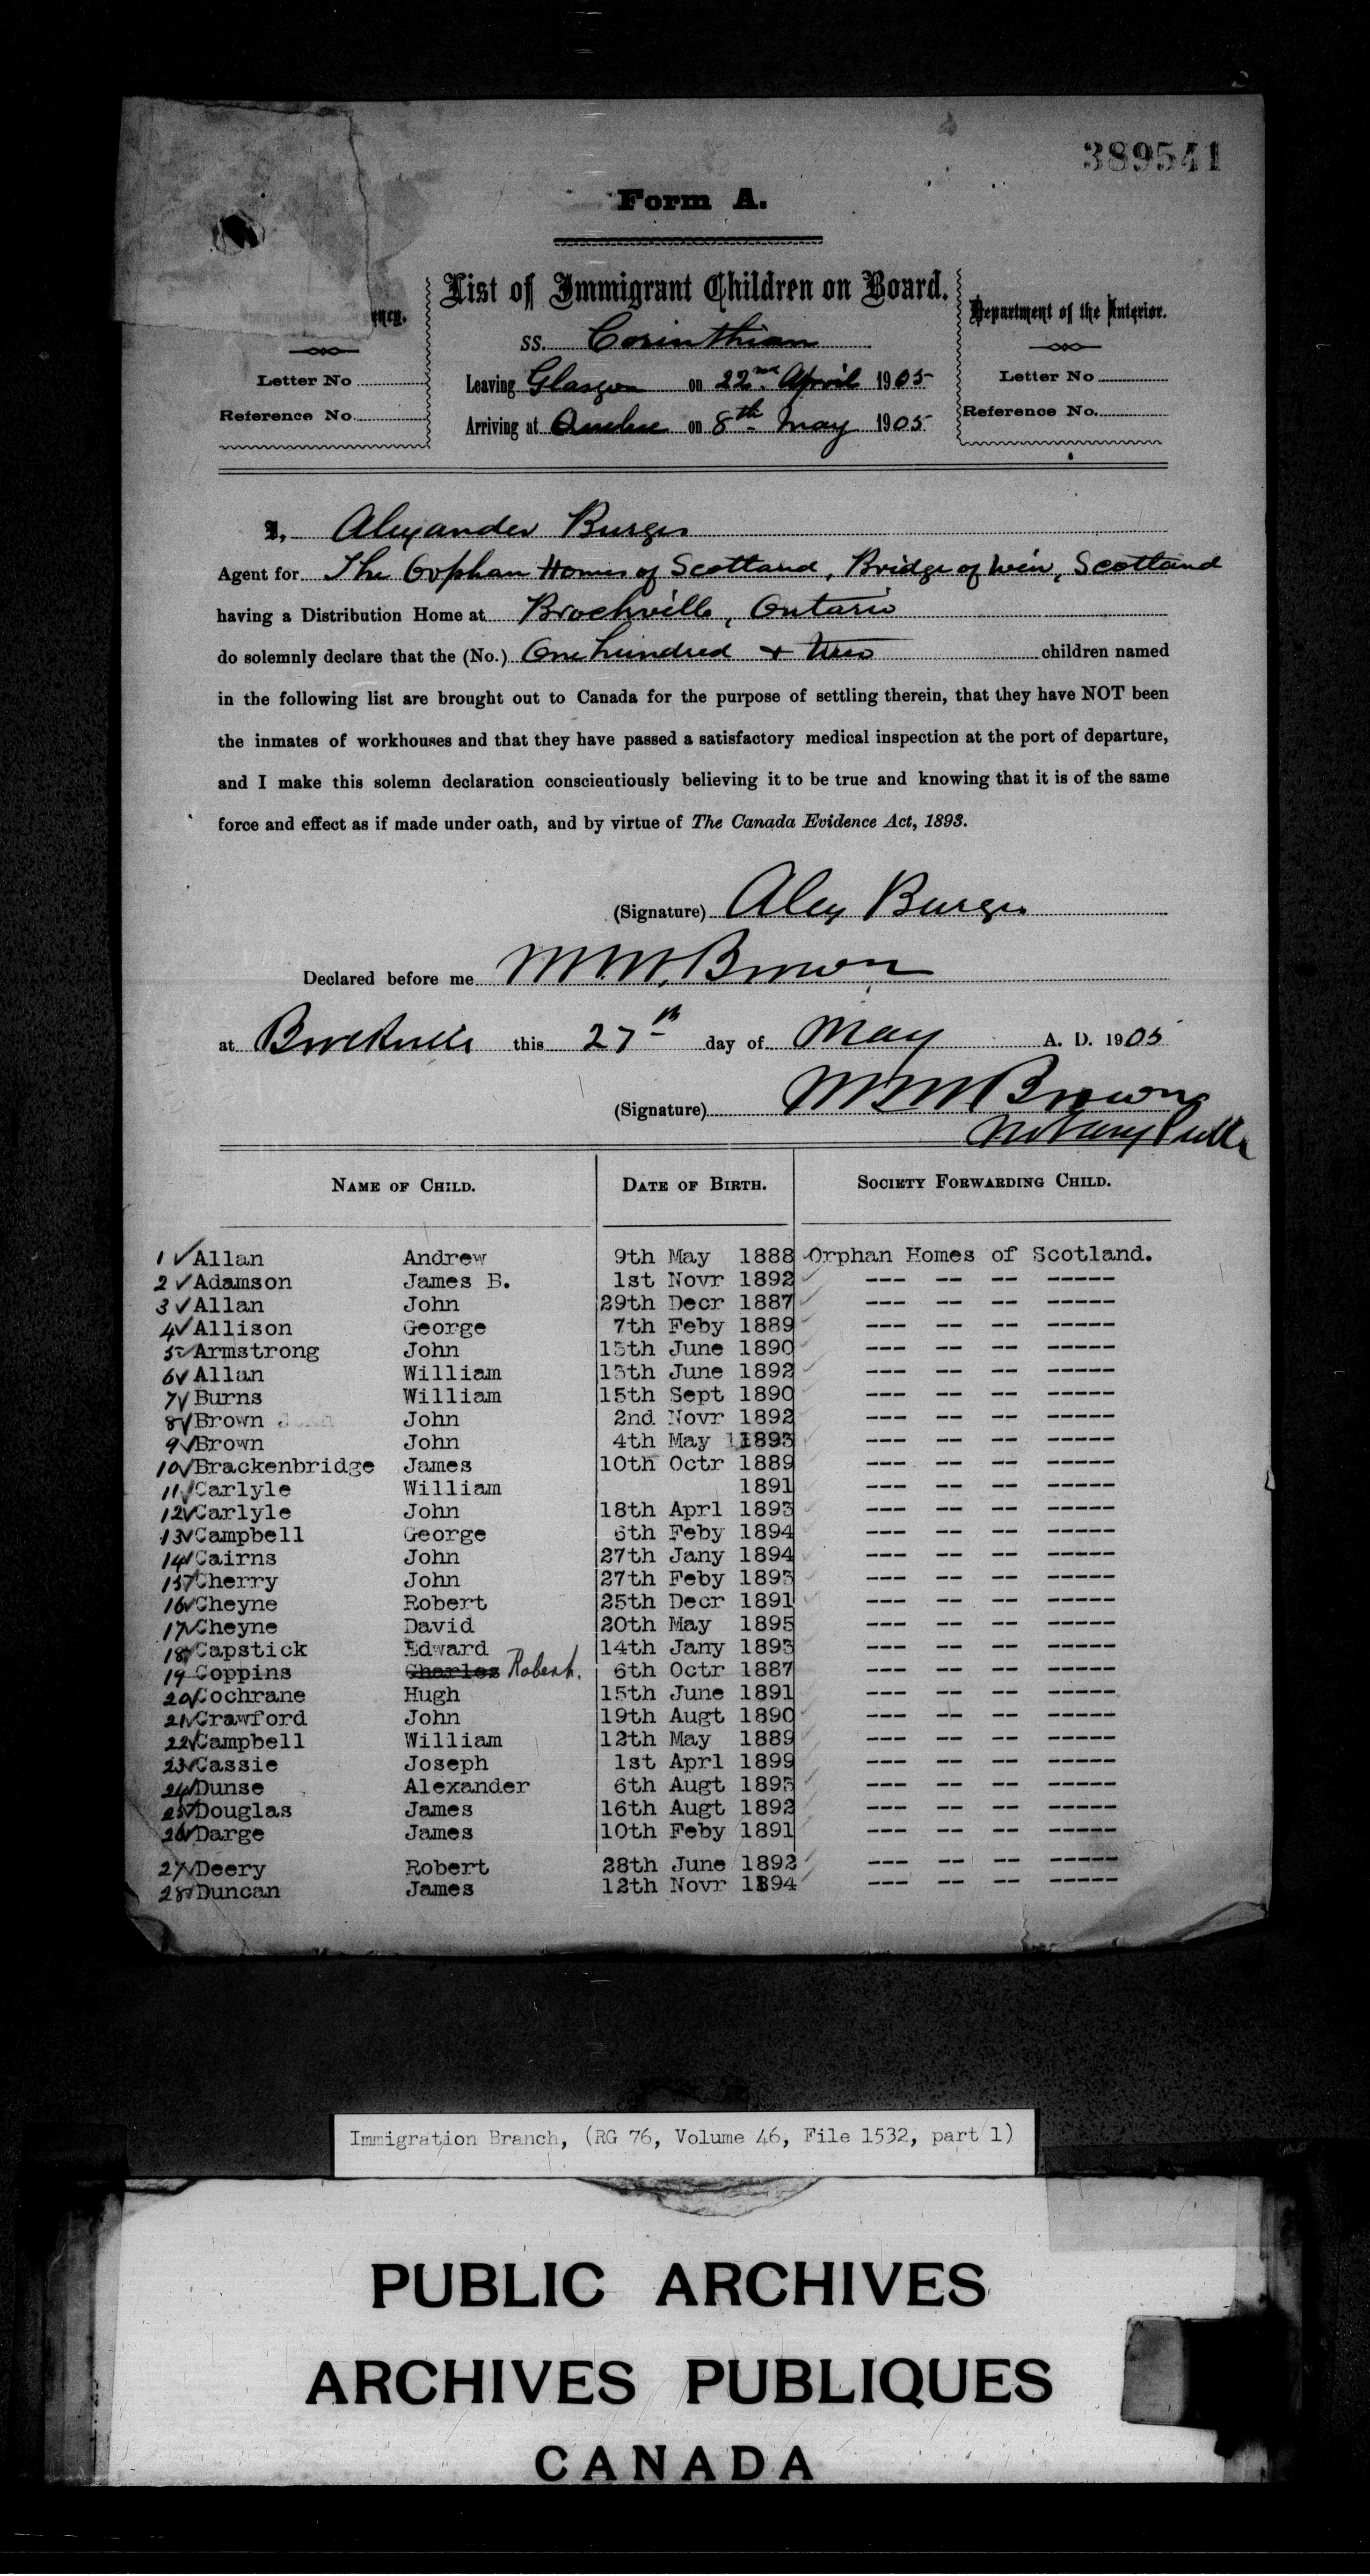 389541
Form A.
List of Immigrant Children on Board.
ency.
Department of the Interior.
SS. Corinthian
Letter No
Leaving Glasgow on 22nd April 1905
Letter No
Reference No.
Arriving at Quebec on 8th May 1905
Reference No.
I, Alexander Burges
Agent for The Orphan Homes of Scotland, Bridge of Weir, Scotland
having a Distribution Home at Brockville, Ontario
do solemnly declare that the (No.) One hundred + two children named
in the following list are brought out to Canada for the purpose of settling therein, that they have NOT been
the inmates of workhouses and that they have passed a satisfactory medical inspection at the port of departure,
and I make this solemn declaration conscientiously believing it to be true and knowing that it is of the same
force and effect as if made under oath, and by virtue of The Canada Evidence Act, 1893.
(Signature) Alex Burges
Declared before me M.M. Brown
at Brockville this 27th day of May A. D. 1905
(Signature) M M Brown
Notary Public
NAME OF CHILD. DATE OF BIRTH. SOCIETY FORWARDING CHILD.
1 ✓ Allan Andrew 9th May 1888 ✓ Orphan Homes of Scotland.
2 ✓ Adamson James B. 1st Novr 1892 ✓ --- -- -- -----
3 ✓ Allan John 29th Decr 1887 ✓ --- -- -- -----
4 ✓ Allison George 7th Feby 1889 ✓ --- -- -- -----
5 ✓ Armstrong John 15th June 1890 ✓ --- -- -- -----
6 ✓ Allan William 15th June 1892 ✓ --- -- -- -----
7 ✓ Burns William 15th Sept 1890 ✓ --- -- -- -----
8 ✓ Brown John 2nd Novr 1892 ✓ --- -- -- -----
9 ✓ Brown John 4th May 1893 ✓ --- -- -- -----
10 ✓ Brackenbridge James 10th Octr 1889 --- -- -- -----
11 ✓ Carlyle William 1891 --- -- -- -----
12 ✓ Carlyle John 18th Aprl 1893 ✓ --- -- -- -----
13 ✓ Campbell George 6th Feby 1894 ✓ --- -- -- -----
14 ✓ Cairns John 27th Jany 1894 ✓ --- -- -- -----
15 ✓ Cherry John 27th Feby 1893 ✓ --- -- -- -----
16 ✓ Cheyne Robert 25th Decr 1891 ✓ --- -- -- -----
17 ✓ Cheyne David 20th May 1895 ✓ --- -- -- -----
18 ✓ Capstick Edward 14th Jany 1893 ✓ --- -- -- -----
19 Coppins Charles Robert. 6th Octr 1887 ✓ --- -- -- -----
20 ✓ Cochrane Hugh 15th June 1891 ✓ --- -- -- -----
21 ✓ Crawford John 19th Augt 1890 ✓ --- -- -- -----
22 ✓ Campbell William 12th May 1889 ✓ --- -- -- -----
23 ✓ Cassie Joseph 1st Aprl 1899 ✓ --- -- -- -----
24 ✓ Dunse Alexander 6th Augt 1893 ✓ --- -- -- -----
25 ✓ Douglas James 16th Augt 1892 ✓ --- -- -- -----
26 ✓ Darge James 10th Feby 1891 --- -- -- -----
27 ✓ Deery Robert 28th June 1892 ✓ --- -- -- -----
28 ✓ Duncan James 12th Novr 1894 ✓ --- -- -- -----
Immigration Branch, (RG 76, Volume 46, File 1532, part 1)
PUBLIC ARCHIVES
ARCHIVES PUBLIQUES
CANADA